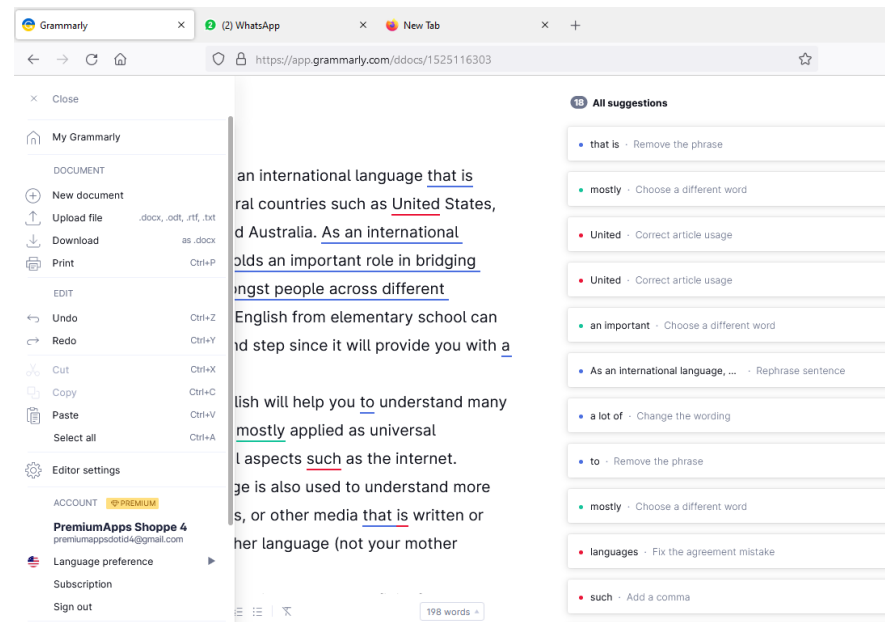 Grammarly
2 (2) WhatsApp
New Tab
https://app.grammarly.com/ddocs/1525116303
Close
My Grammarly
DOCUMENT
New document
Upload file .docx, .odt, .rtf, .txt
Download as .docx
Print Ctrl+P
EDIT
Undo Ctrl+Z
Redo Ctrl+Y
Cut Ctrl+X
Copy Ctrl+C
Paste Ctrl+V
Select all Ctrl+A
Editor settings
ACCOUNT PREMIUM
PremiumApps Shoppe 4
premiumappsdotid4@gmail.com
Language preference
Subscription
Sign out
an international language that is
ral countries such as United States,
d Australia. As an international
olds an important role in bridging
ongst people across different
English from elementary school can
nd step since it will provide you with a
lish will help you to understand many
mostly applied as universal
l aspects such as the internet.
ge is also used to understand more
s, or other media that is written or
her language (not your mother
198 words
18 All suggestions
that is · Remove the phrase
mostly · Choose a different word
United · Correct article usage
United · Correct article usage
an important · Choose a different word
As an international language, ... · Rephrase sentence
a lot of · Change the wording
to · Remove the phrase
mostly · Choose a different word
languages · Fix the agreement mistake
such · Add a comma